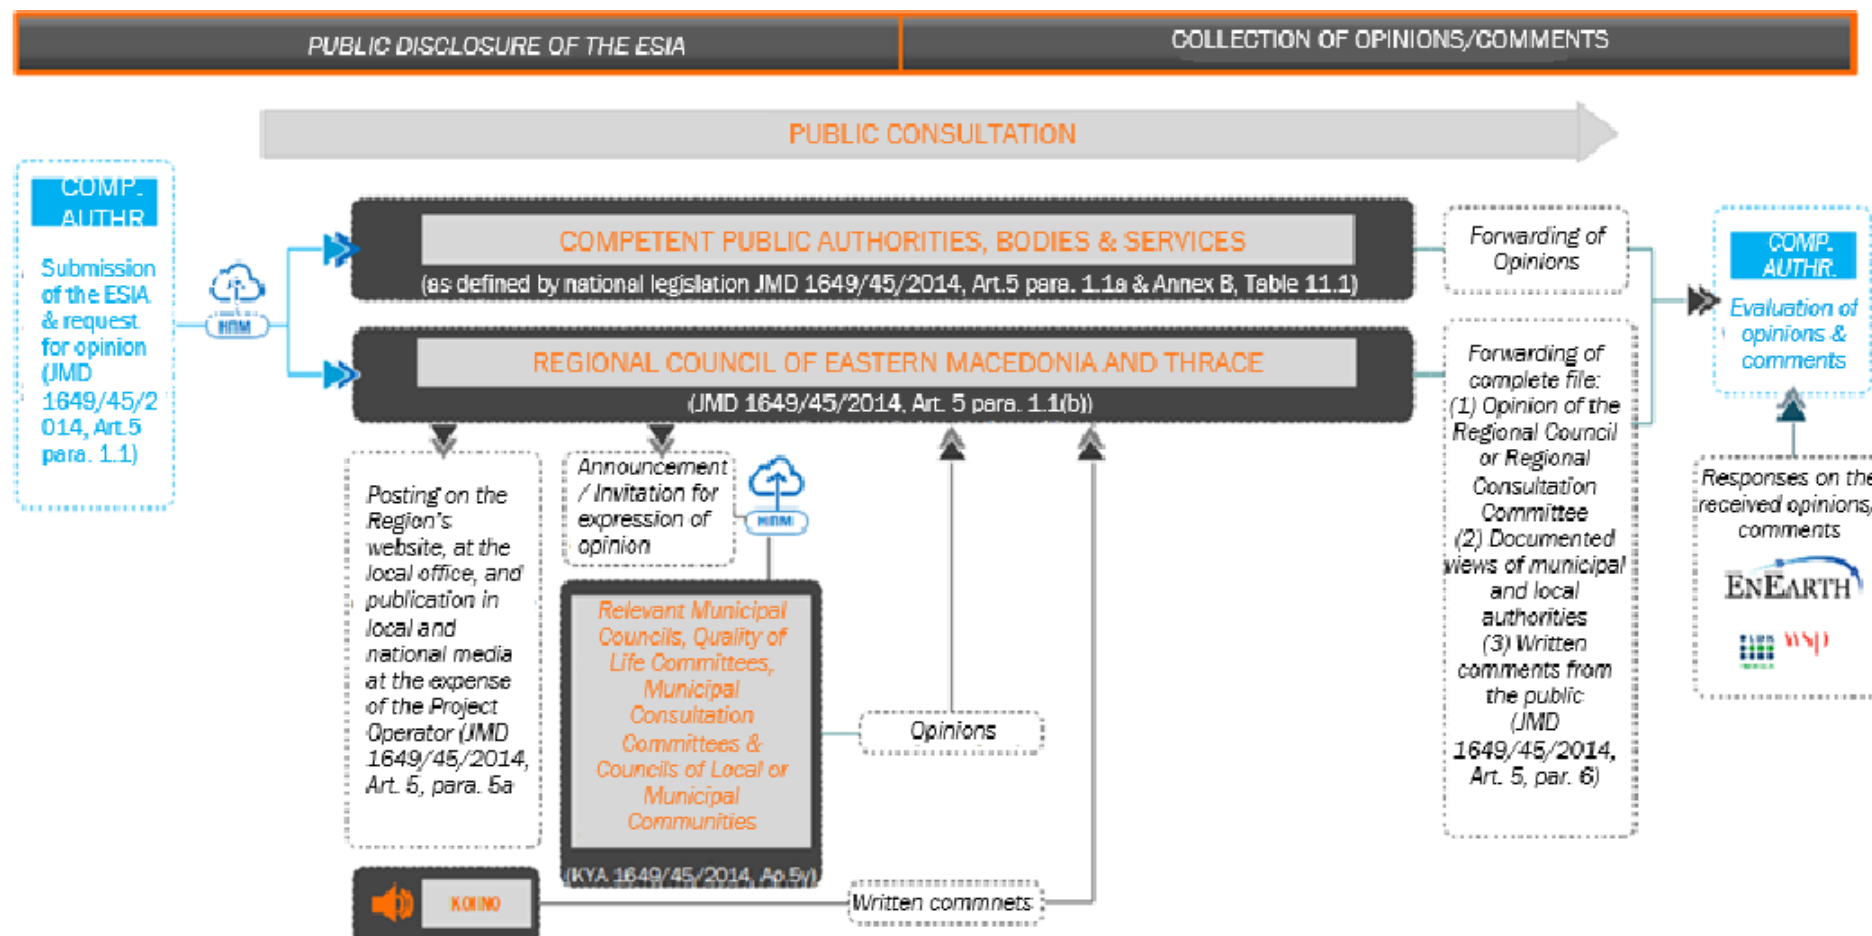 PUBLIC DISCLOSURE OF THE ESIA
COLLECTION OF OPINIONS/COMMENTS
PUBLIC CONSULTATION
COMP.
AUTHR
Submission
of the ESIA
& request
for opinion
(JMD
1649/45/2
014, Art.5
para. 1.1)
ΗΠΜ
COMPETENT PUBLIC AUTHORITIES, BODIES & SERVICES
(as defined by national legislation JMD 1649/45/2014, Art.5 para. 1.1a & Annex B, Table 11.1)
REGIONAL COUNCIL OF EASTERN MACEDONIA AND THRACE
(JMD 1649/45/2014, Art. 5 para. 1.1(b))
Posting on the
Region's
website, at the
local office, and
publication in
local and
national media
at the expense
of the Project
Operator (JMD
1649/45/2014,
Art. 5, para. 5a
Announcement
/ Invitation for
expression of
opinion
ΗΠΜ
Relevant Municipal
Councils, Quality of
Life Committees,
Municipal
Consultation
Committees &
Councils of Local or
Municipal
Communities
(KYA 1649/45/2014, Αρ.5γ)
ΚΟΙΝΟ
Opinions
Written commnets
Forwarding of
Opinions
Forwarding of
complete file:
(1) Opinion of the
Regional Council
or Regional
Consultation
Committee
(2) Documented
views of municipal
and local
authorities
(3) Written
comments from
the public
(JMD
1649/45/2014,
Art. 5, par. 6)
COMP.
AUTHR.
Evaluation of
opinions &
comments
Responses on the
received opinions/
comments
ENEARTH
wsp